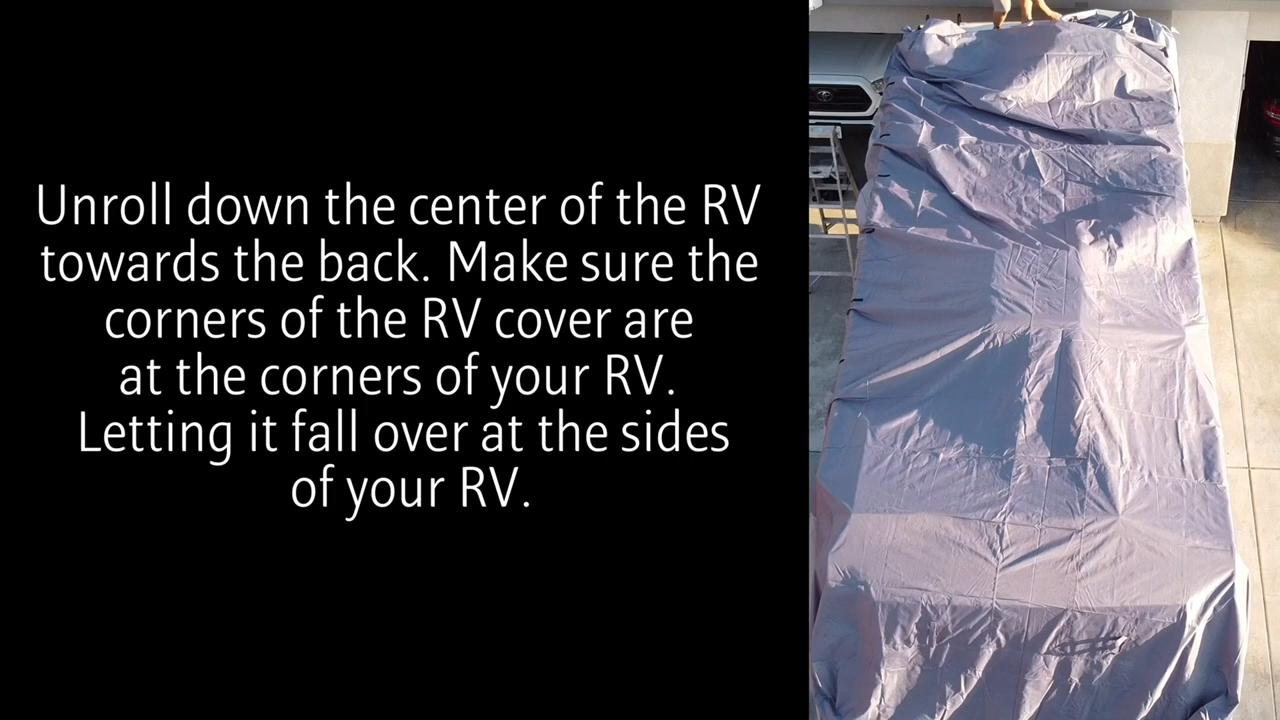 Unroll down the center of the RV
towards the back. Make sure the
corners of the RV cover are
at the corners of your RV.
Letting it fall over at the sides
of your RV.